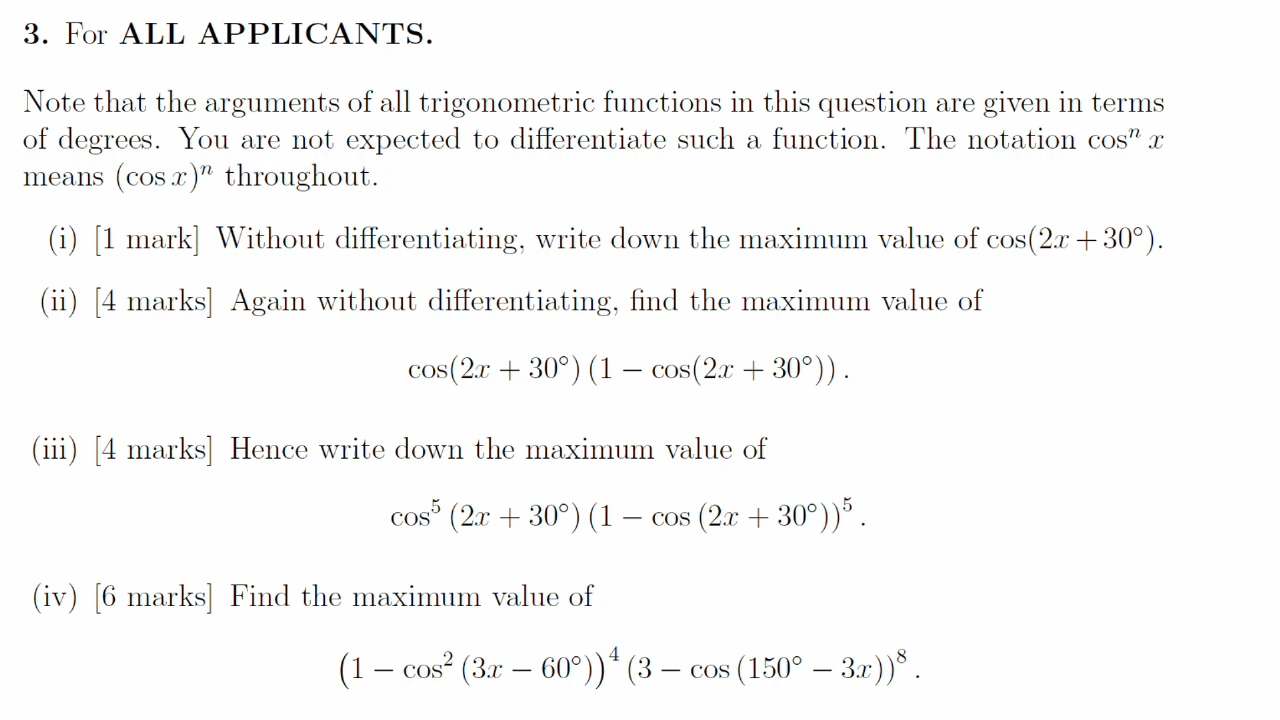 3. For ALL APPLICANTS.
Note that the arguments of all trigonometric functions in this question are given in terms
of degrees. You are not expected to differentiate such a function. The notation cosⁿ x
means (cos x)ⁿ throughout.
(i) [1 mark] Without differentiating, write down the maximum value of cos(2x + 30°).
(ii) [4 marks] Again without differentiating, find the maximum value of
cos(2x + 30°) (1 − cos(2x + 30°)) .
(iii) [4 marks] Hence write down the maximum value of
cos⁵ (2x + 30°) (1 − cos (2x + 30°))⁵ .
(iv) [6 marks] Find the maximum value of
(1 − cos² (3x − 60°))⁴ (3 − cos (150° − 3x))⁸ .